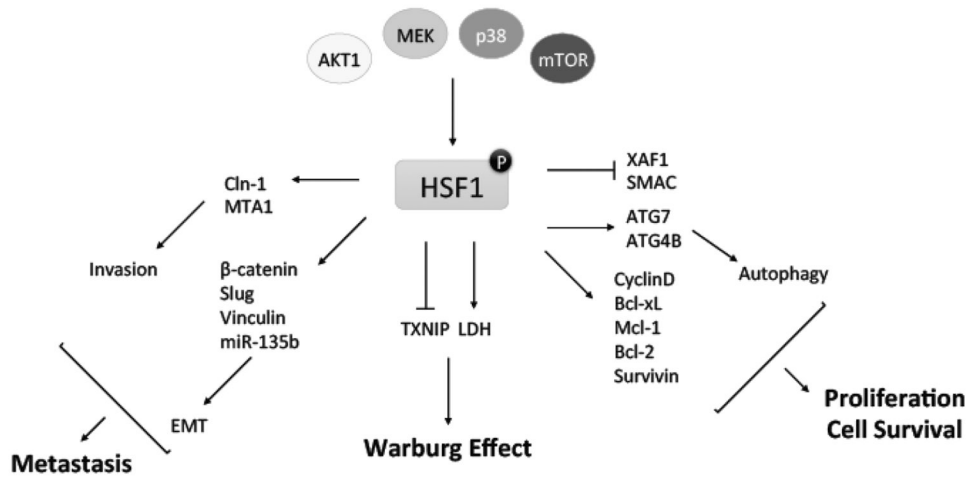 AKT1
MEK
p38
mTOR
P
HSF1
Cln-1
MTA1
Invasion
β-catenin
Slug
Vinculin
miR-135b
EMT
Metastasis
TXNIP LDH
Warburg Effect
XAF1
SMAC
ATG7
ATG4B
Autophagy
CyclinD
Bcl-xL
Mcl-1
Bcl-2
Survivin
Proliferation
Cell Survival